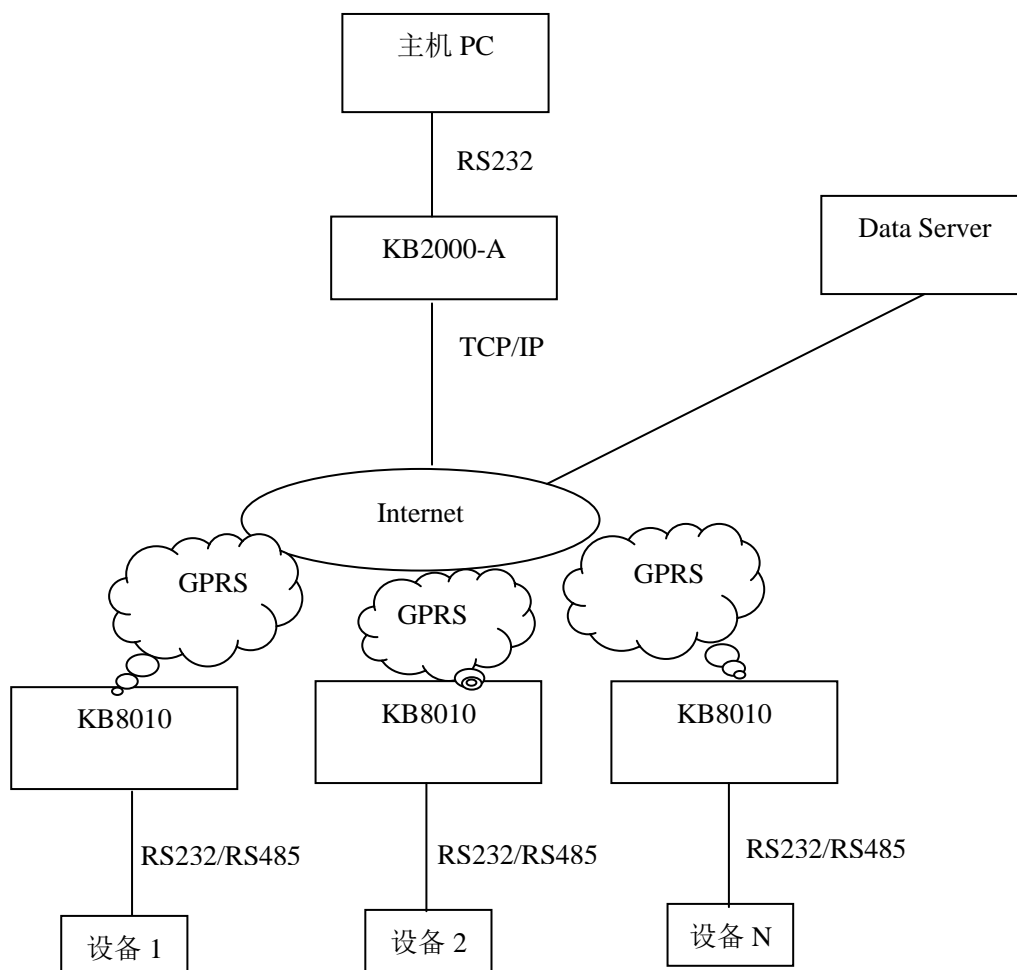 主机 PC
RS232
KB2000-A
Data Server
TCP/IP
Internet
GPRS
GPRS
GPRS
KB8010
KB8010
KB8010
RS232/RS485
RS232/RS485
RS232/RS485
设备 1
设备 2
设备 N